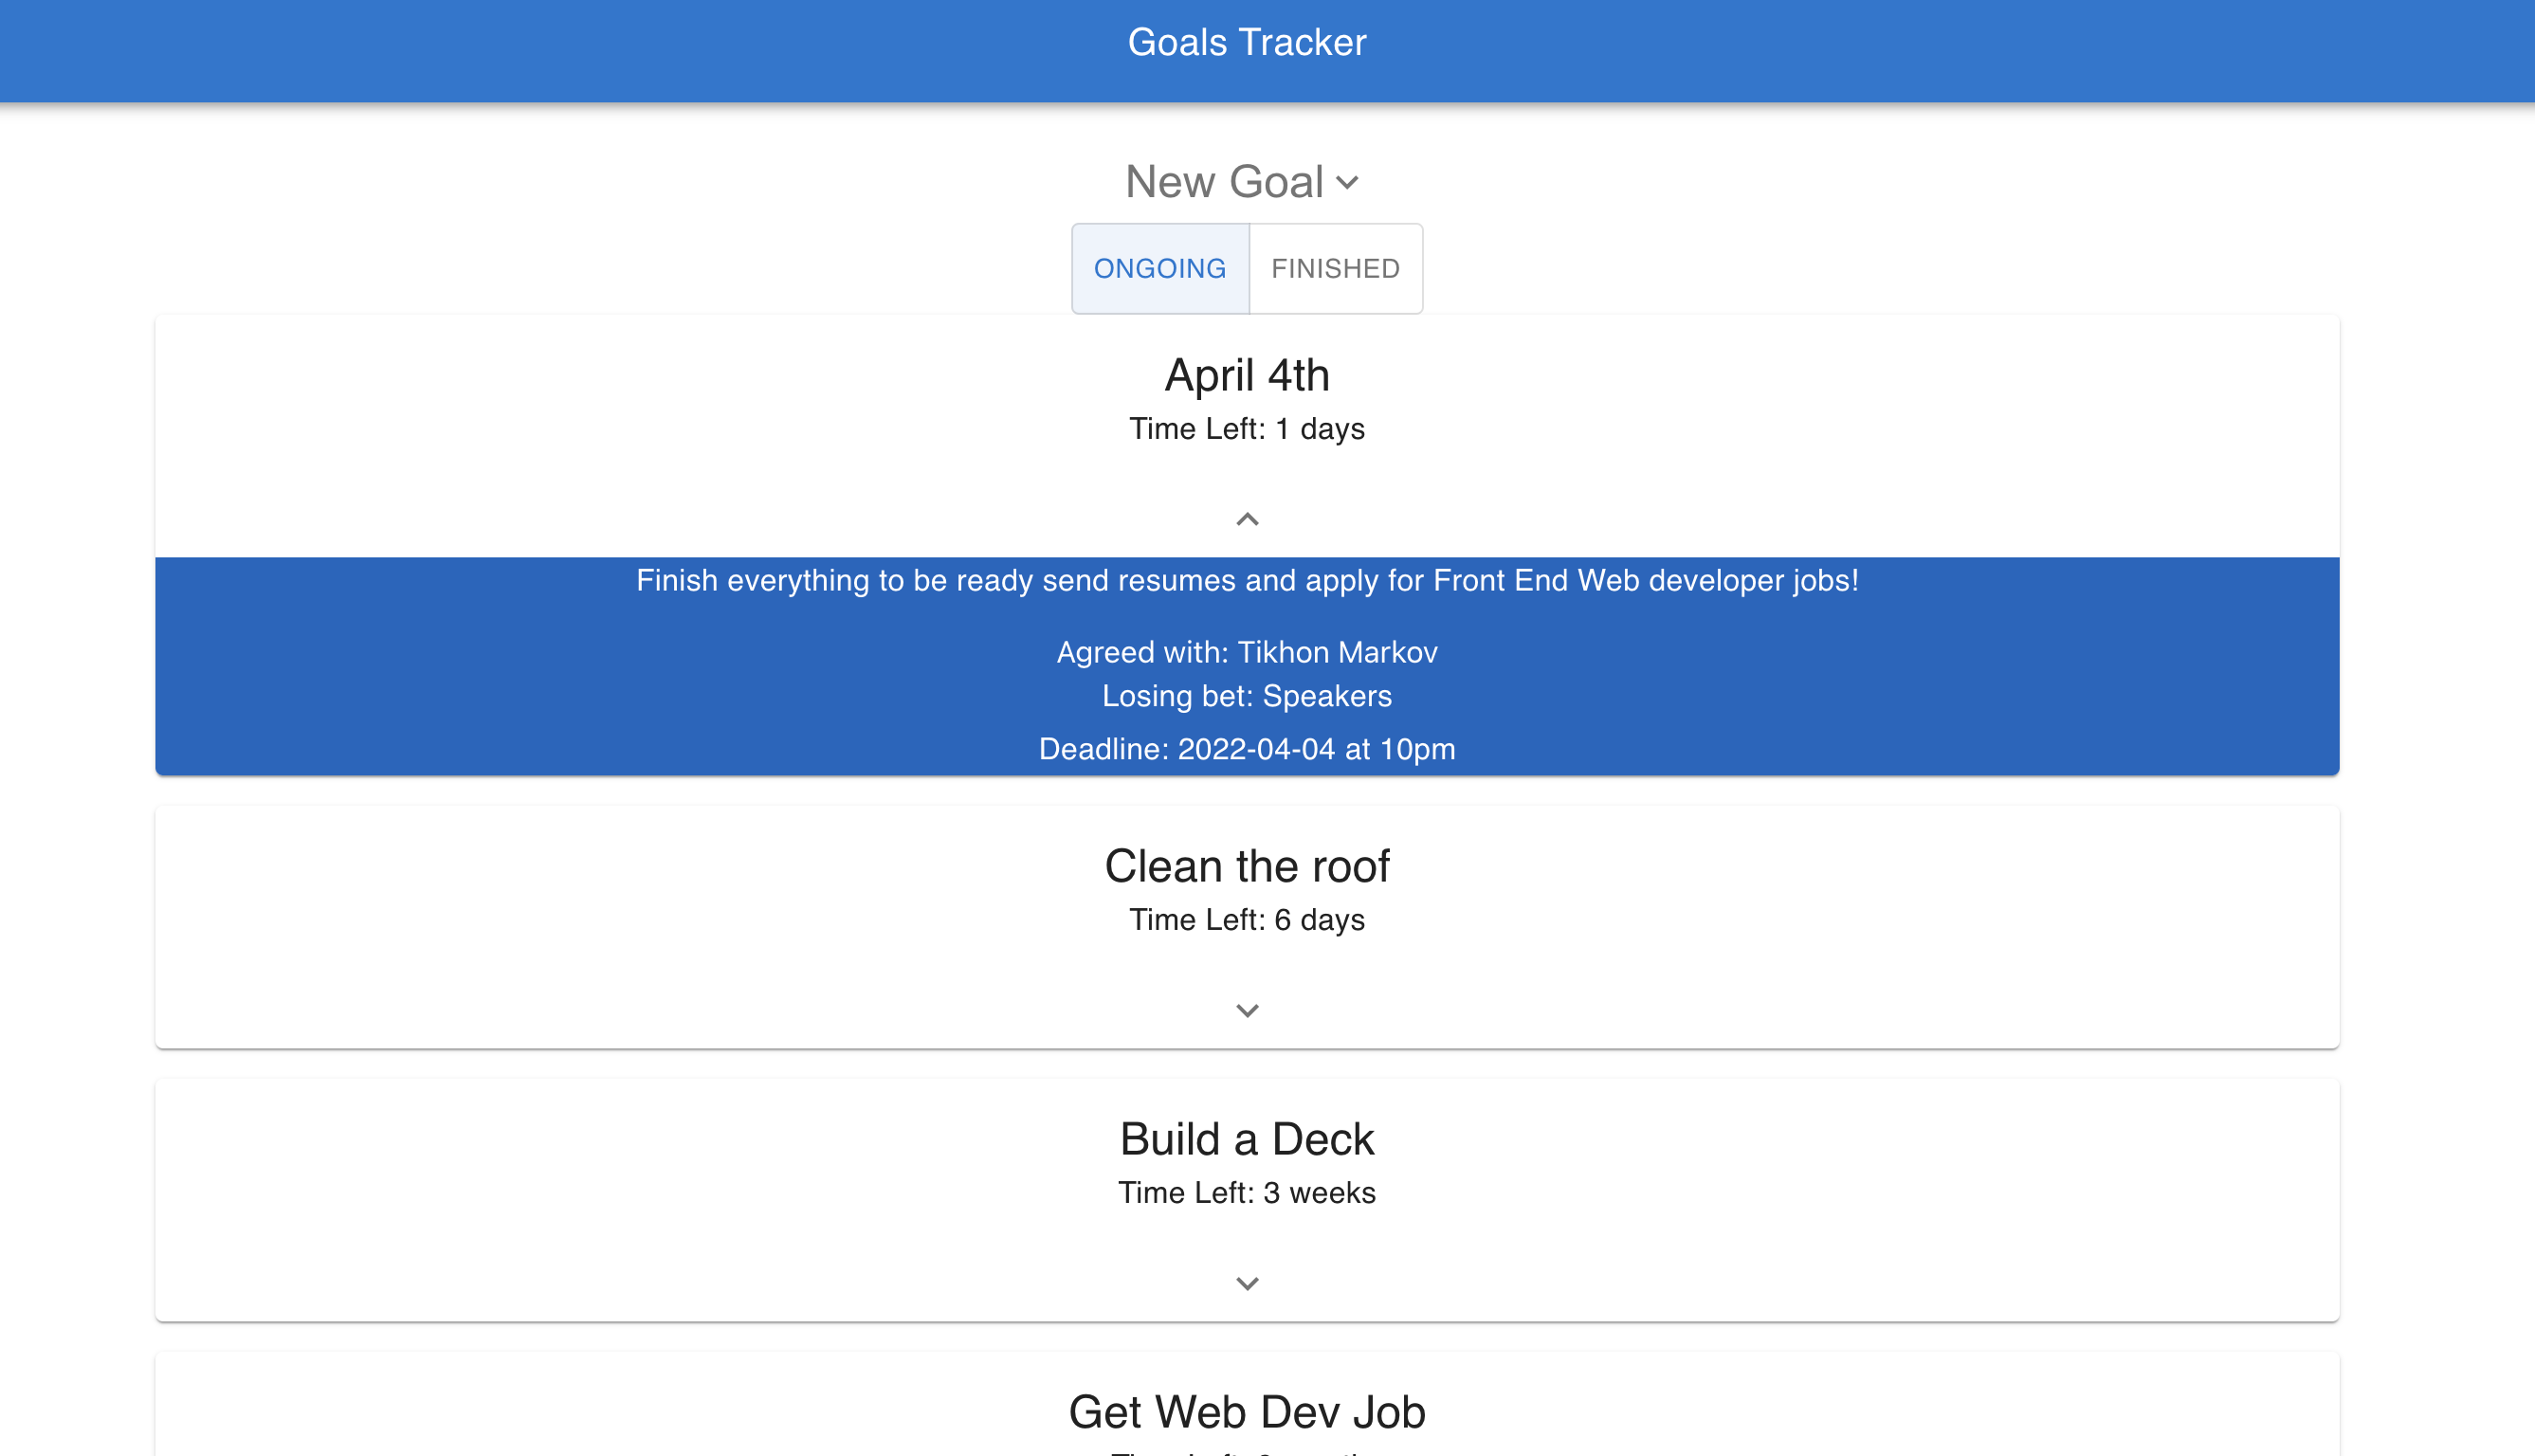 Goals Tracker
New Goal
ONGOING FINISHED
April 4th
Time Left: 1 days
Finish everything to be ready send resumes and apply for Front End Web developer jobs!
Agreed with: Tikhon Markov
Losing bet: Speakers
Deadline: 2022-04-04 at 10pm
Clean the roof
Time Left: 6 days
Build a Deck
Time Left: 3 weeks
Get Web Dev Job